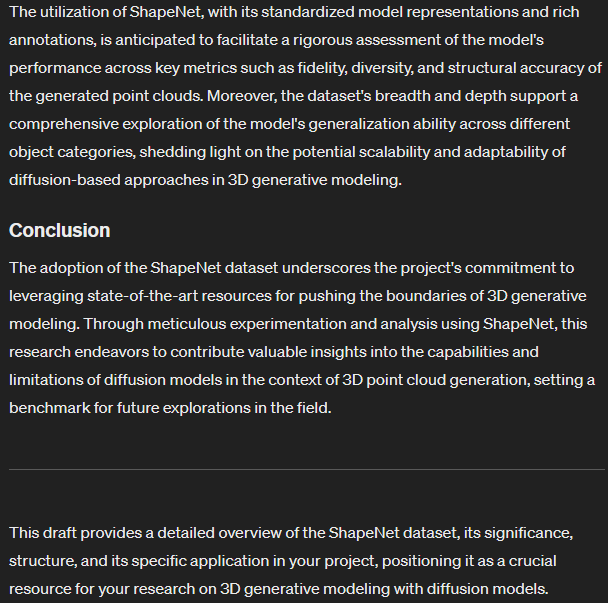 The utilization of ShapeNet, with its standardized model representations and rich
annotations, is anticipated to facilitate a rigorous assessment of the model's
performance across key metrics such as fidelity, diversity, and structural accuracy of
the generated point clouds. Moreover, the dataset's breadth and depth support a
comprehensive exploration of the model's generalization ability across different
object categories, shedding light on the potential scalability and adaptability of
diffusion-based approaches in 3D generative modeling.
Conclusion
The adoption of the ShapeNet dataset underscores the project's commitment to
leveraging state-of-the-art resources for pushing the boundaries of 3D generative
modeling. Through meticulous experimentation and analysis using ShapeNet, this
research endeavors to contribute valuable insights into the capabilities and
limitations of diffusion models in the context of 3D point cloud generation, setting a
benchmark for future explorations in the field.
This draft provides a detailed overview of the ShapeNet dataset, its significance,
structure, and its specific application in your project, positioning it as a crucial
resource for your research on 3D generative modeling with diffusion models.